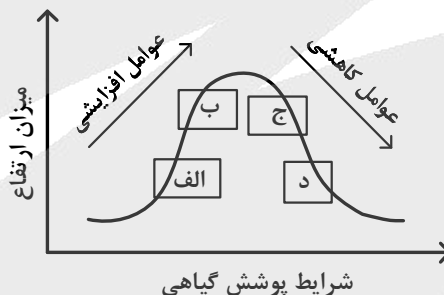 عوامل افزایشی
عوامل کاهشی
ب
ج
الف
د
میزان ارتفاع
شرایط پوشش گیاهی